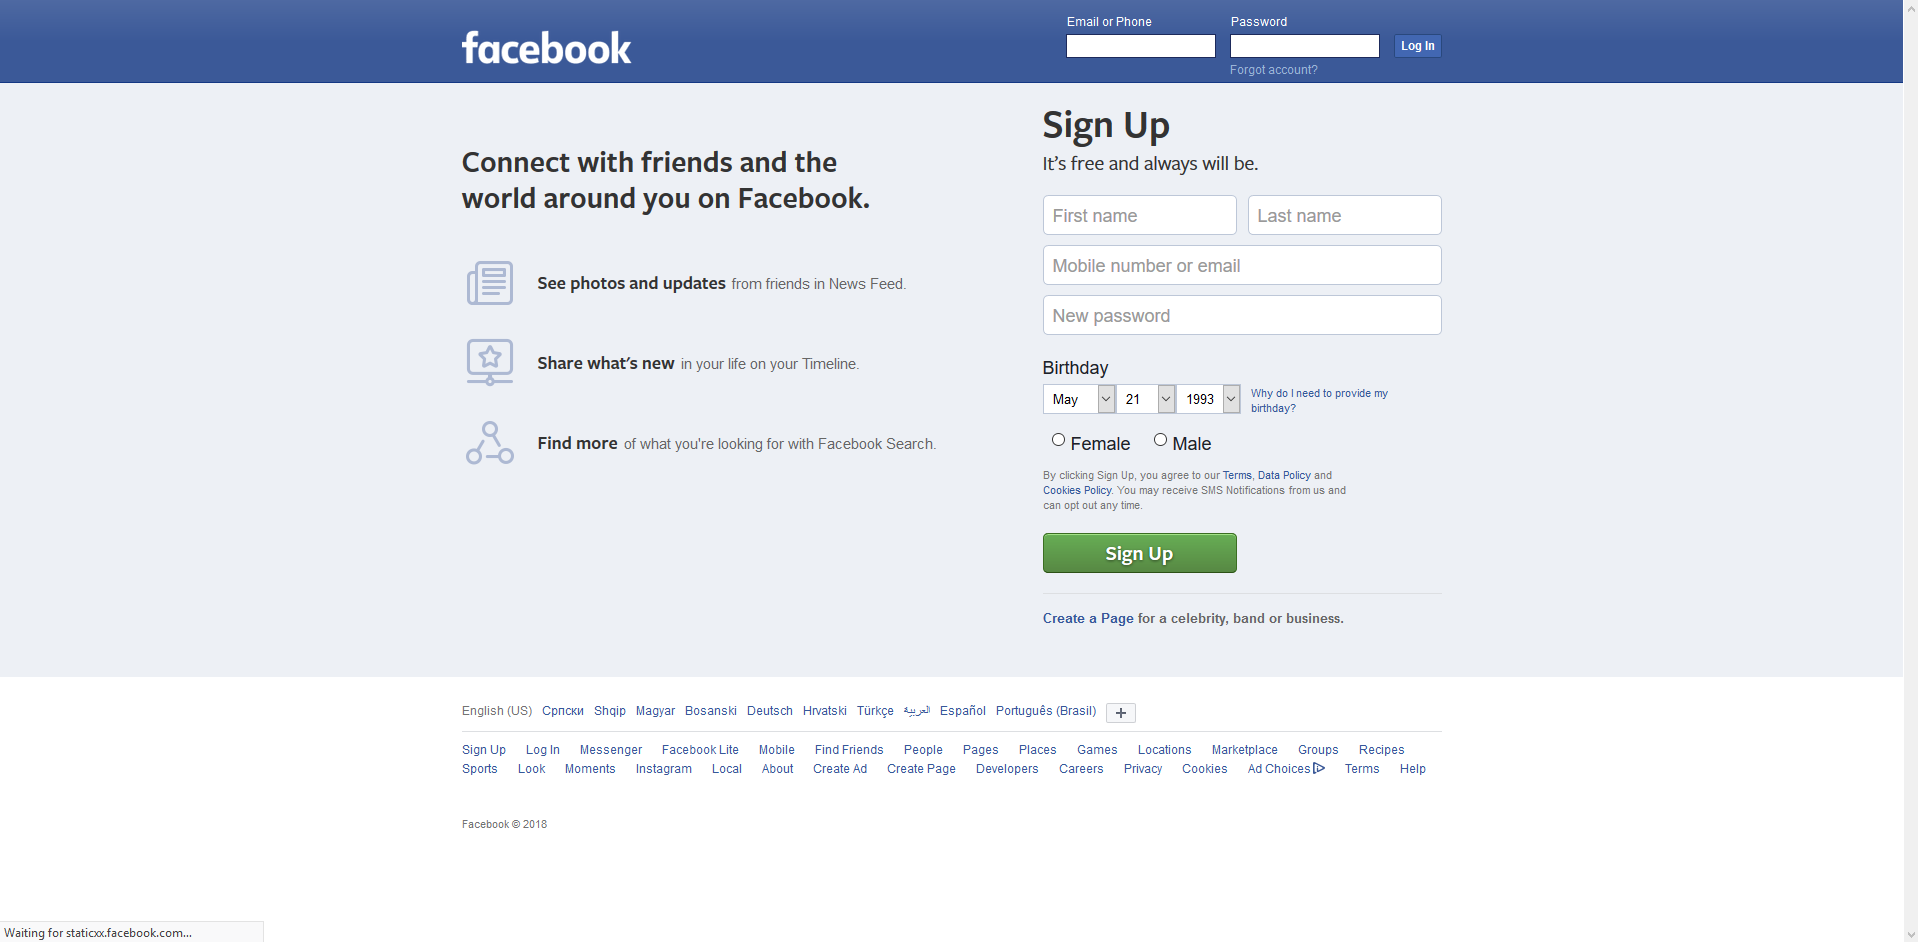 facebook
Email or Phone
Password
Log In
Forgot account?
Connect with friends and the
world around you on Facebook.
See photos and updates from friends in News Feed.
Share what's new in your life on your Timeline.
Find more of what you're looking for with Facebook Search.
Sign Up
It's free and always will be.
First name Last name
Mobile number or email
New password
Birthday
May 21 1993
Why do I need to provide my
birthday?
Female Male
By clicking Sign Up, you agree to our Terms, Data Policy and
Cookies Policy. You may receive SMS Notifications from us and
can opt out any time.
Sign Up
Create a Page for a celebrity, band or business.
English (US) Српски Shqip Magyar Bosanski Deutsch Hrvatski Türkçe العربية Español Português (Brasil) +
Sign Up Log In Messenger Facebook Lite Mobile Find Friends People Pages Places Games Locations Marketplace Groups Recipes
Sports Look Moments Instagram Local About Create Ad Create Page Developers Careers Privacy Cookies Ad Choices Terms Help
Facebook © 2018
Waiting for staticxx.facebook.com...